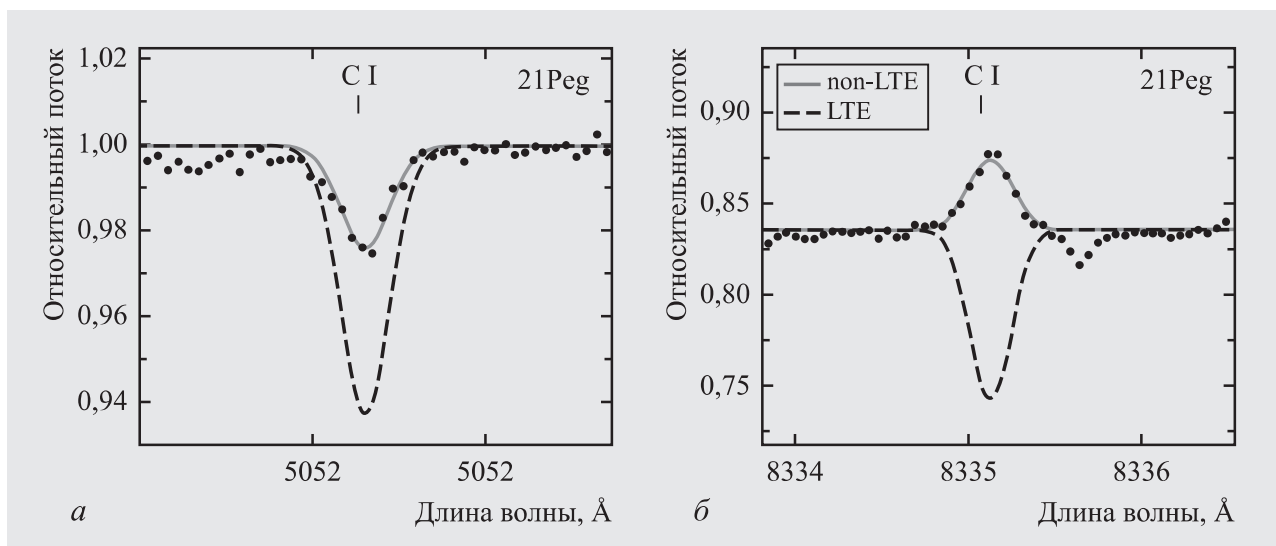 Относительный поток
1,02
1,00
0,98
0,96
0,94
C I
21Peg
5052
5052
а
Длина волны, Å
Относительный поток
0,90
0,85
0,80
0,75
non-LTE
LTE
C I
21Peg
8334
8335
8336
б
Длина волны, Å